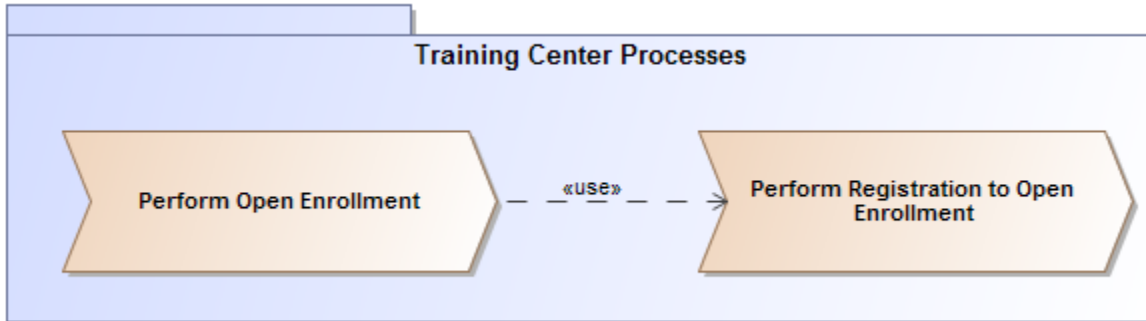 Training Center Processes
Perform Open Enrollment
«use»
Perform Registration to Open
Enrollment